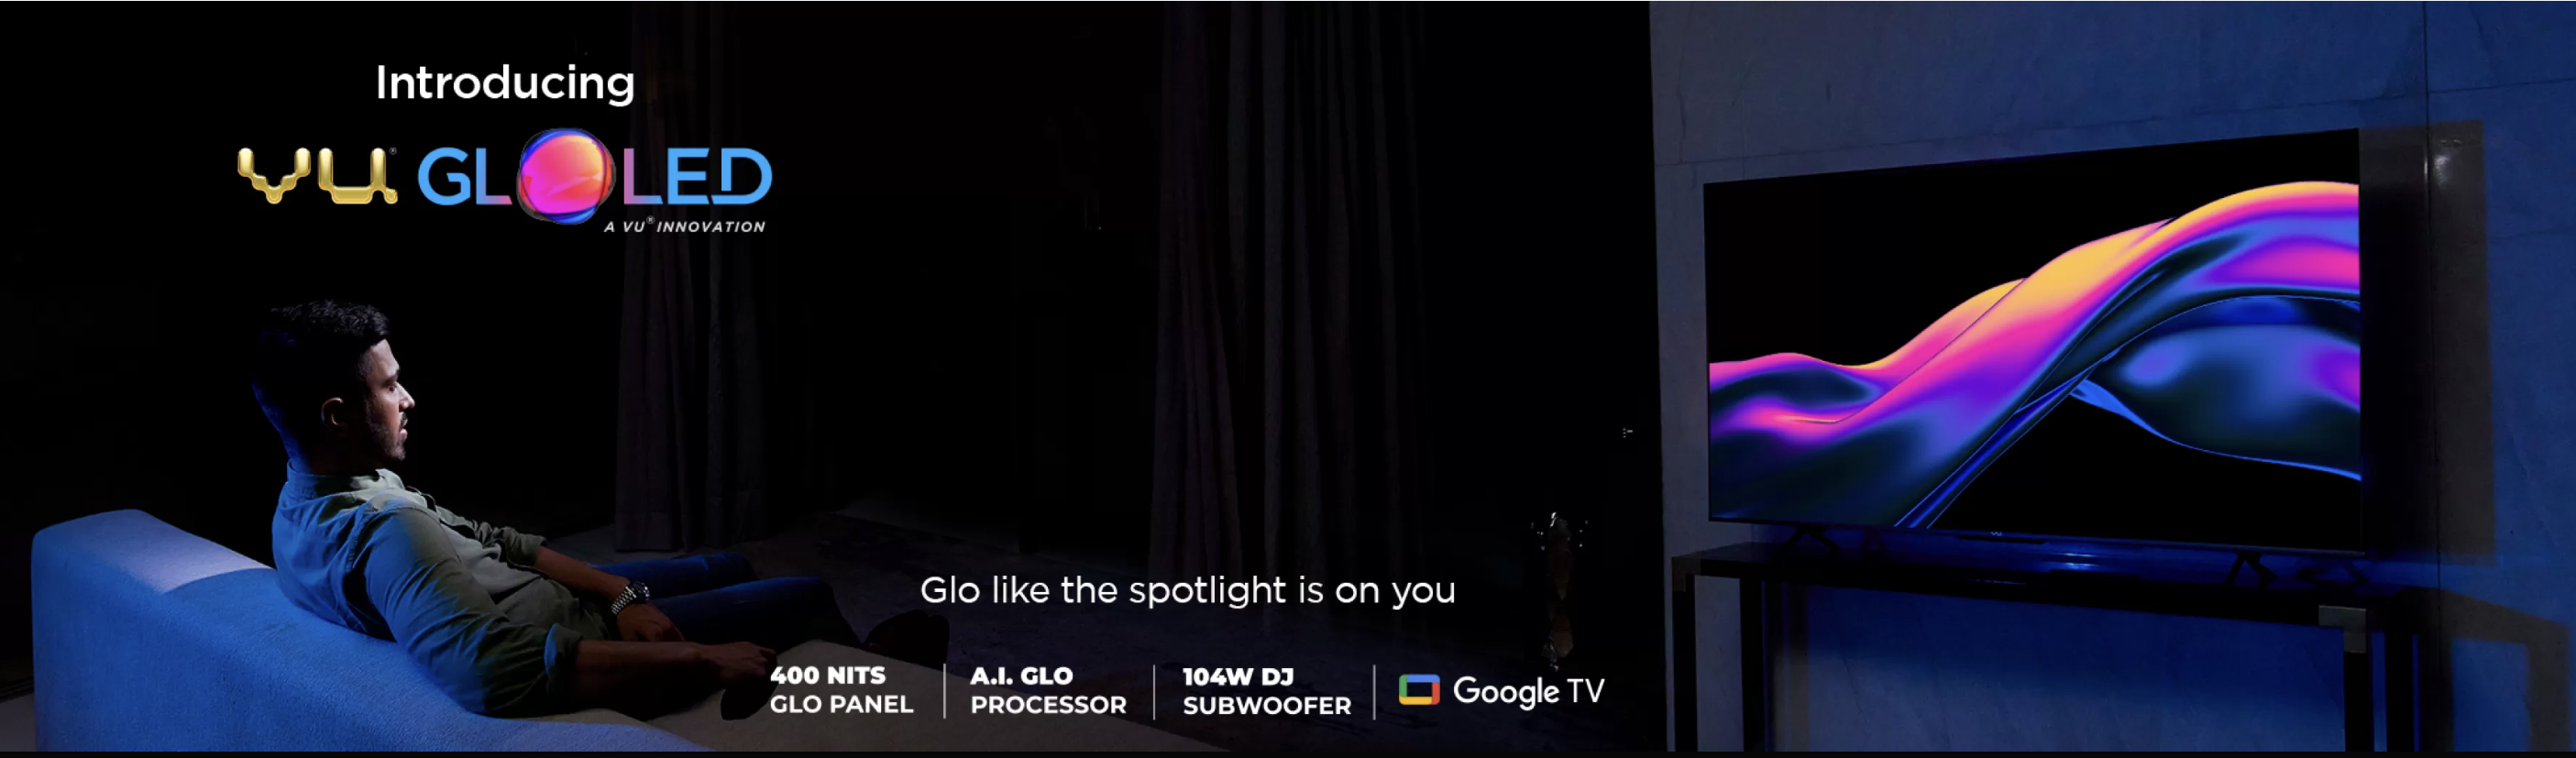 Introducing
VU® GLOLED
A VU® INNOVATION
Glo like the spotlight is on you
400 NITS
GLO PANEL
A.I. GLO
PROCESSOR
104W DJ
SUBWOOFER
Google TV